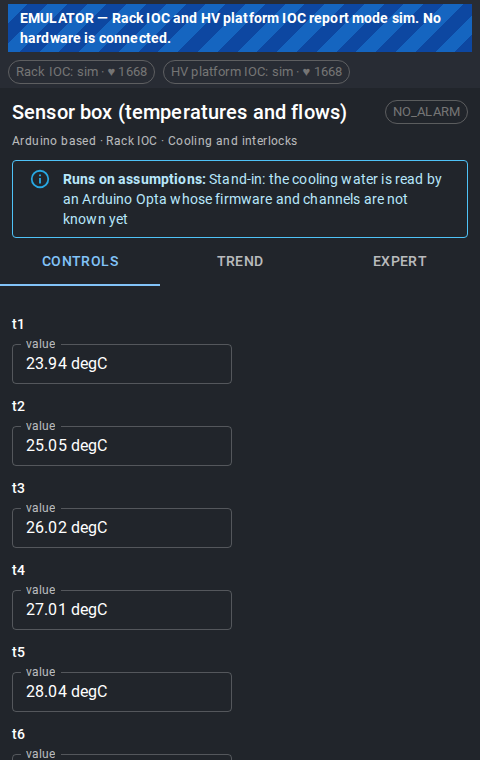 EMULATOR — Rack IOC and HV platform IOC report mode sim. No
hardware is connected.
Rack IOC: sim · ♥ 1668
HV platform IOC: sim · ♥ 1668
Sensor box (temperatures and flows)
NO_ALARM
Arduino based · Rack IOC · Cooling and interlocks
Runs on assumptions: Stand-in: the cooling water is read by
an Arduino Opta whose firmware and channels are not
known yet
CONTROLS
TREND
EXPERT
t1
value
23.94 degC
t2
value
25.05 degC
t3
value
26.02 degC
t4
value
27.01 degC
t5
value
28.04 degC
t6
value